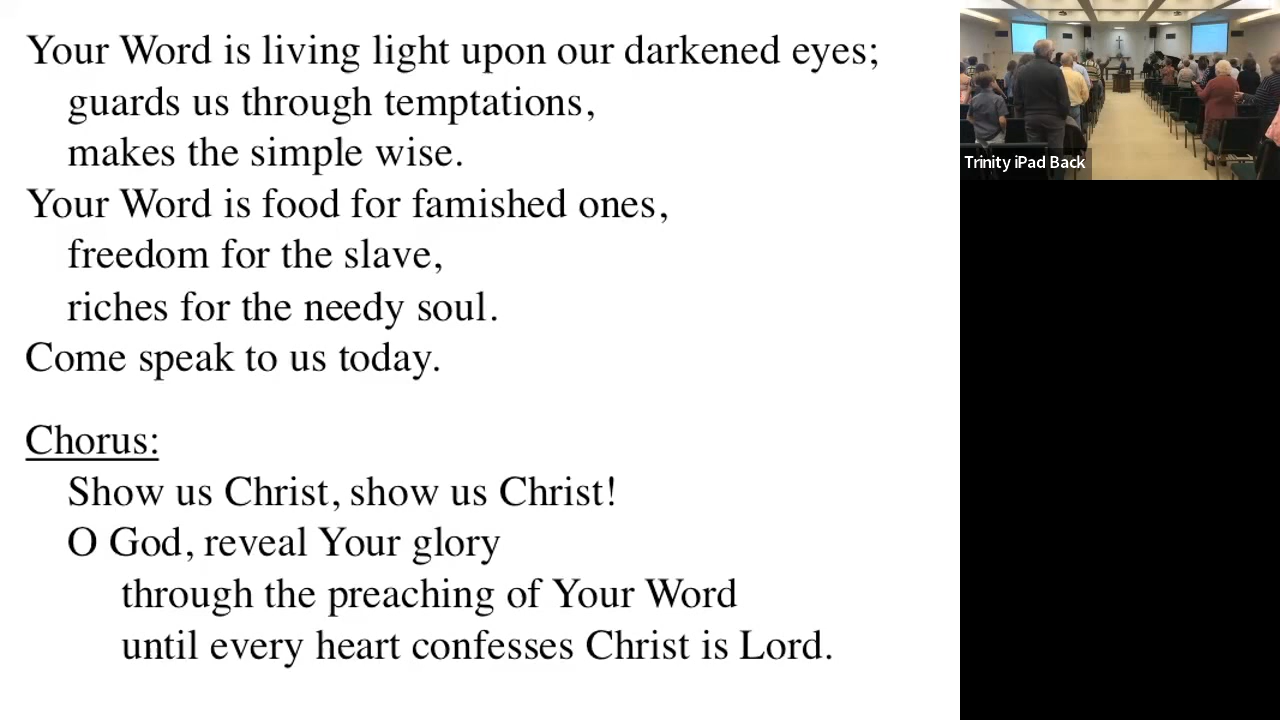 Your Word is living light upon our darkened eyes;
guards us through temptations,
makes the simple wise.
Your Word is food for famished ones,
freedom for the slave,
riches for the needy soul.
Come speak to us today.
Chorus:
Show us Christ, show us Christ!
O God, reveal Your glory
through the preaching of Your Word
until every heart confesses Christ is Lord.
Trinity iPad Back